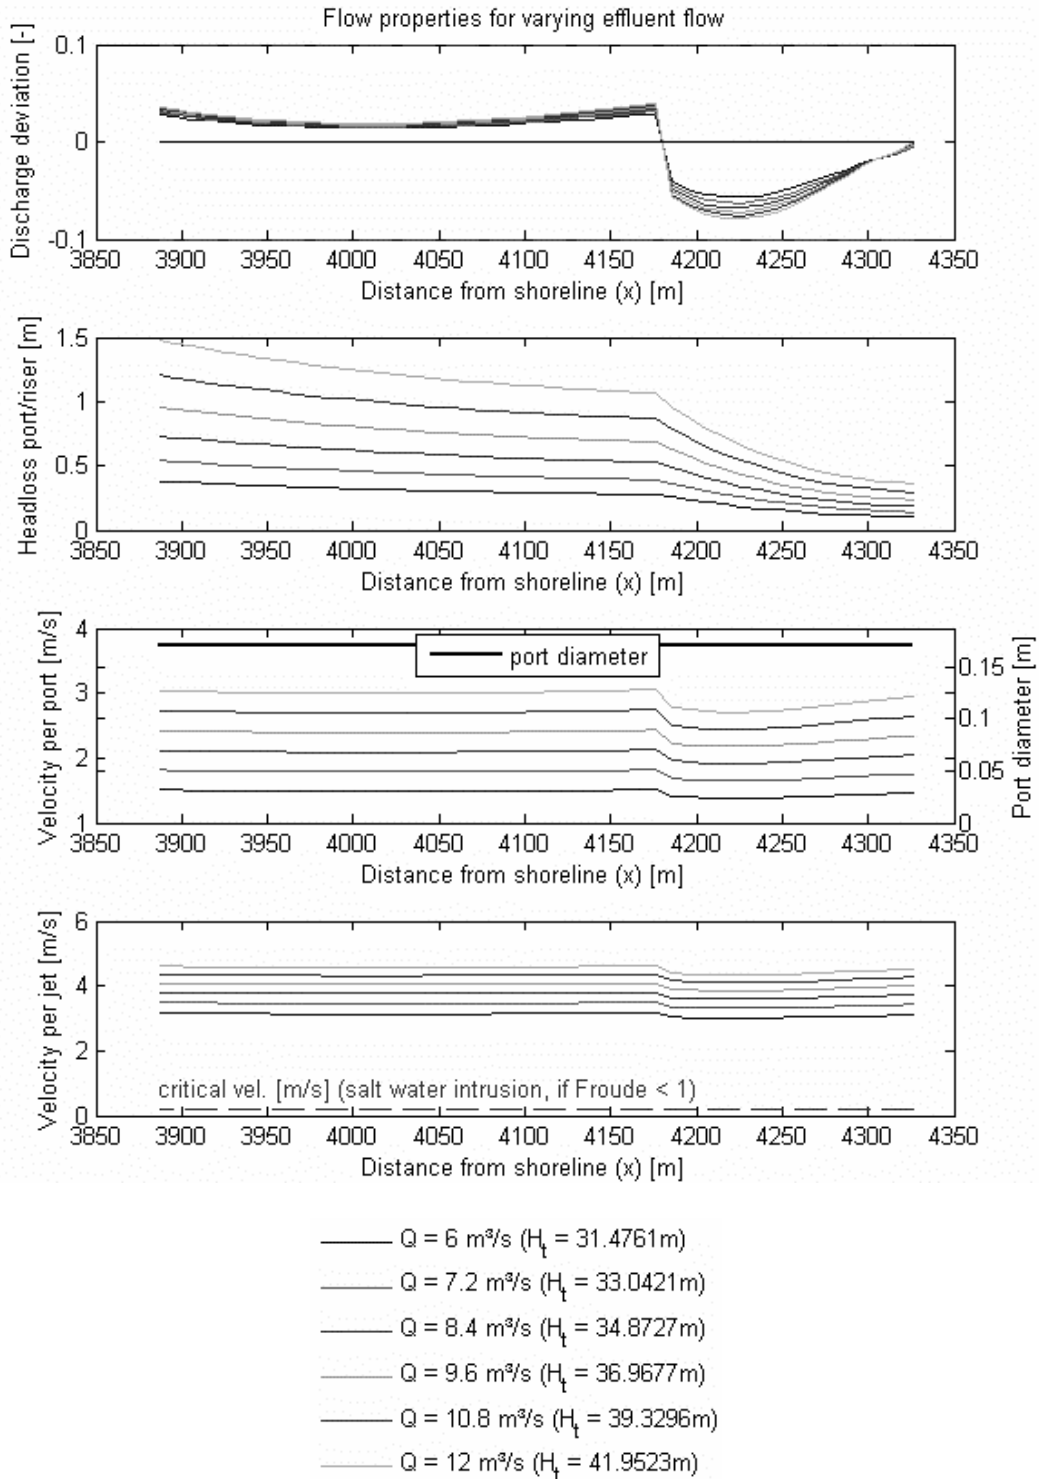 Flow properties for varying effluent flow
Discharge deviation [-]
0.1
0
-0.1
3850 3900 3950 4000 4050 4100 4150 4200 4250 4300 4350
Distance from shoreline (x) [m]
Headloss port/riser [m]
1.5
1
0.5
0
3850 3900 3950 4000 4050 4100 4150 4200 4250 4300 4350
Distance from shoreline (x) [m]
Velocity per port [m/s]
4
3
2
1
port diameter
0.15
0.1
0.05
0
Port diameter [m]
3850 3900 3950 4000 4050 4100 4150 4200 4250 4300 4350
Distance from shoreline (x) [m]
Velocity per jet [m/s]
6
4
2
0
critical vel. [m/s] (salt water intrusion, if Froude < 1)
3850 3900 3950 4000 4050 4100 4150 4200 4250 4300 4350
Distance from shoreline (x) [m]
Q = 6 m³/s (Ht = 31.4761m)
Q = 7.2 m³/s (Ht = 33.0421m)
Q = 8.4 m³/s (Ht = 34.8727m)
Q = 9.6 m³/s (Ht = 36.9677m)
Q = 10.8 m³/s (Ht = 39.3296m)
Q = 12 m³/s (Ht = 41.9523m)